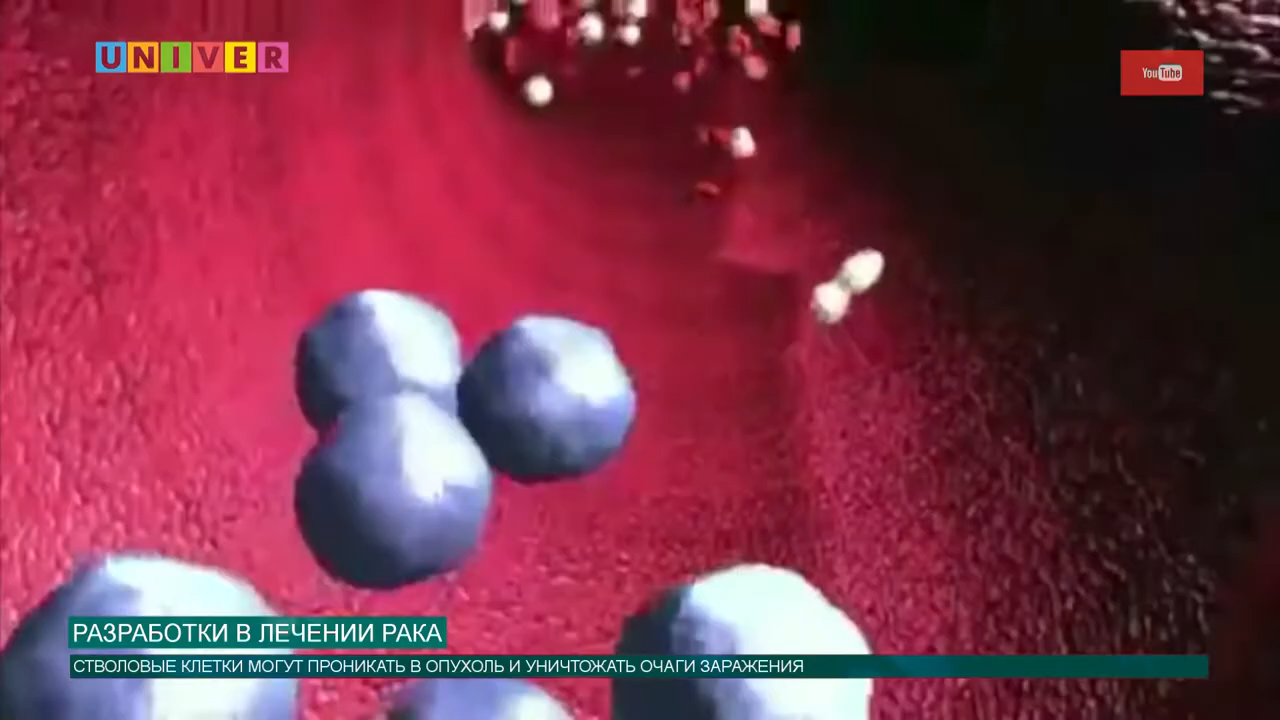 UNIVER
YouTube
РАЗРАБОТКИ В ЛЕЧЕНИИ РАКА
СТВОЛОВЫЕ КЛЕТКИ МОГУТ ПРОНИКАТЬ В ОПУХОЛЬ И УНИЧТОЖАТЬ ОЧАГИ ЗАРАЖЕНИЯ